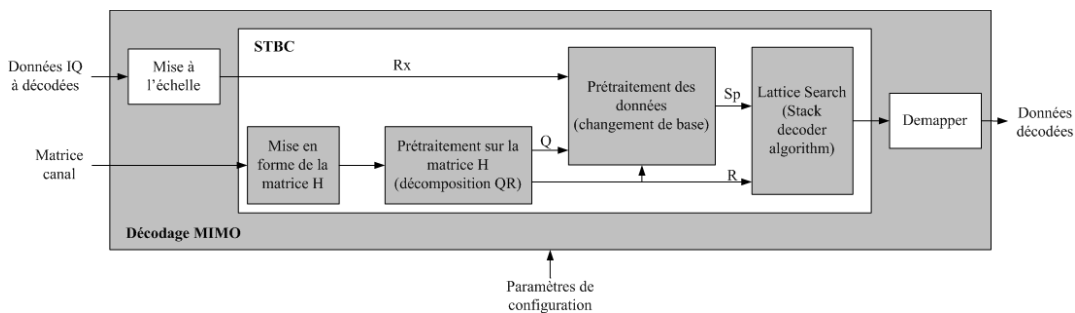 STBC
Données IQ
à décodées
Mise à
l'échelle
Rx
Prétraitement des
données
(changement de base)
Sp
Lattice Search
(Stack
decoder
algorithm)
Demapper
Données
décodées
Matrice
canal
Mise en
forme de la
matrice H
Prétraitement sur la
matrice H
(décomposition QR)
Q
R
Décodage MIMO
Paramètres de
configuration